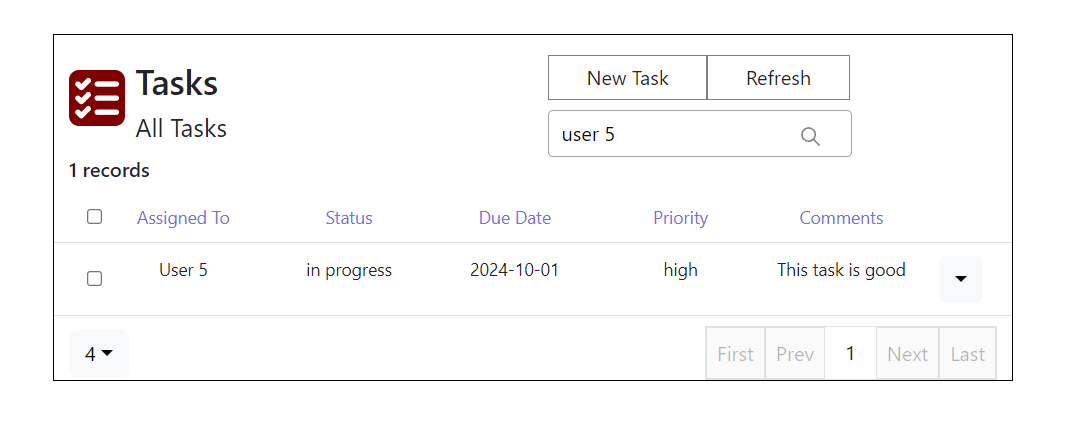 Tasks
All Tasks
New Task Refresh
user 5
1 records
Assigned To Status Due Date Priority Comments
User 5 in progress 2024-10-01 high This task is good
4 First Prev 1 Next Last